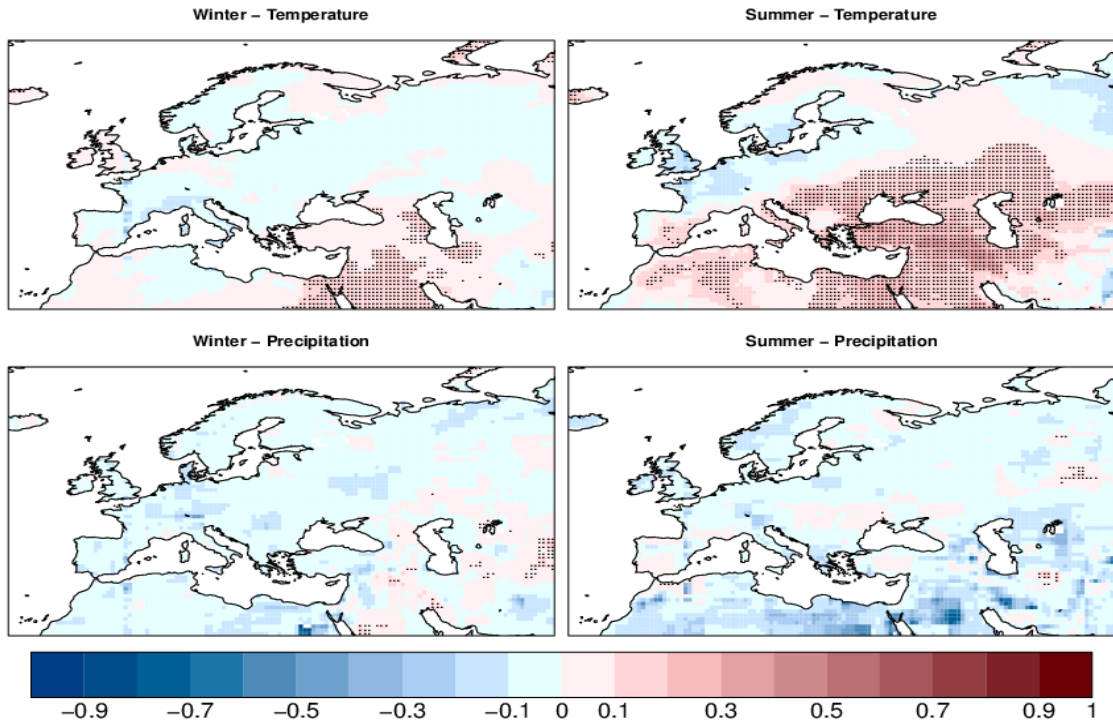 Winter – Temperature
Summer – Temperature
Winter – Precipitation
Summer – Precipitation
−0.9 −0.7 −0.5 −0.3 −0.1 0 0.1 0.3 0.5 0.7 0.9 1